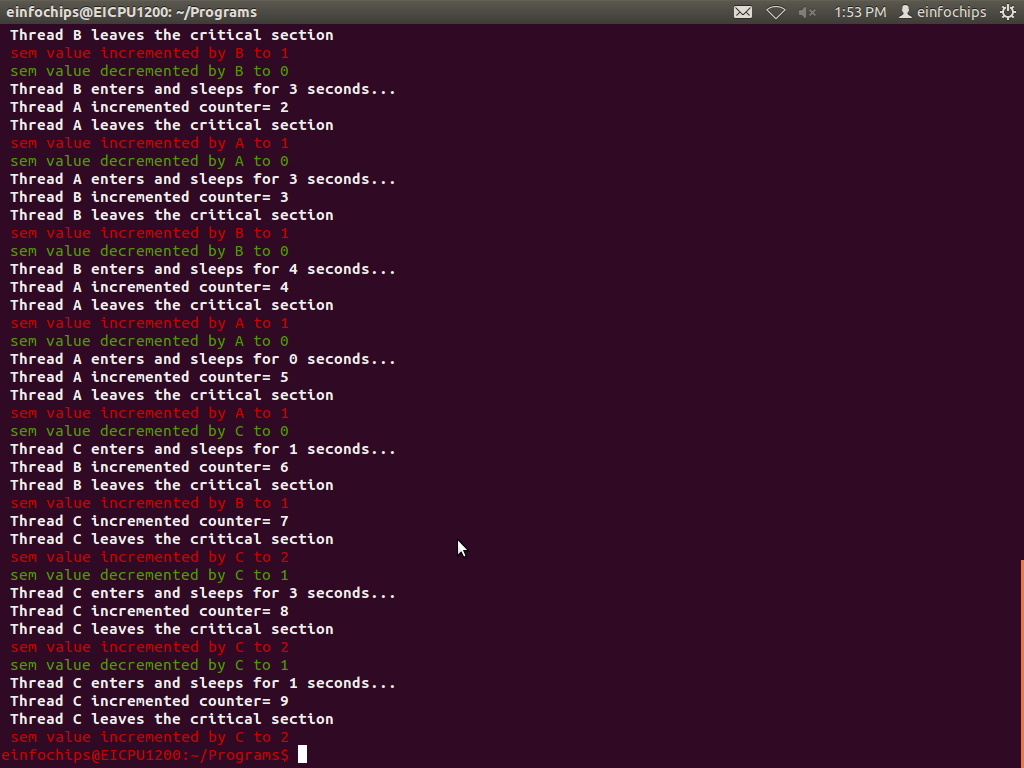 einfochips@EICPU1200: ~/Programs
1:53 PM
einfochips
Thread B leaves the critical section
sem value incremented by B to 1
sem value decremented by B to 0
Thread B enters and sleeps for 3 seconds...
Thread A incremented counter= 2
Thread A leaves the critical section
sem value incremented by A to 1
sem value decremented by A to 0
Thread A enters and sleeps for 3 seconds...
Thread B incremented counter= 3
Thread B leaves the critical section
sem value incremented by B to 1
sem value decremented by B to 0
Thread B enters and sleeps for 4 seconds...
Thread A incremented counter= 4
Thread A leaves the critical section
sem value incremented by A to 1
sem value decremented by A to 0
Thread A enters and sleeps for 0 seconds...
Thread A incremented counter= 5
Thread A leaves the critical section
sem value incremented by A to 1
sem value decremented by C to 0
Thread C enters and sleeps for 1 seconds...
Thread B incremented counter= 6
Thread B leaves the critical section
sem value incremented by B to 1
Thread C incremented counter= 7
Thread C leaves the critical section
sem value incremented by C to 2
sem value decremented by C to 1
Thread C enters and sleeps for 3 seconds...
Thread C incremented counter= 8
Thread C leaves the critical section
sem value incremented by C to 2
sem value decremented by C to 1
Thread C enters and sleeps for 1 seconds...
Thread C incremented counter= 9
Thread C leaves the critical section
sem value incremented by C to 2
einfochips@EICPU1200:~/Programs$